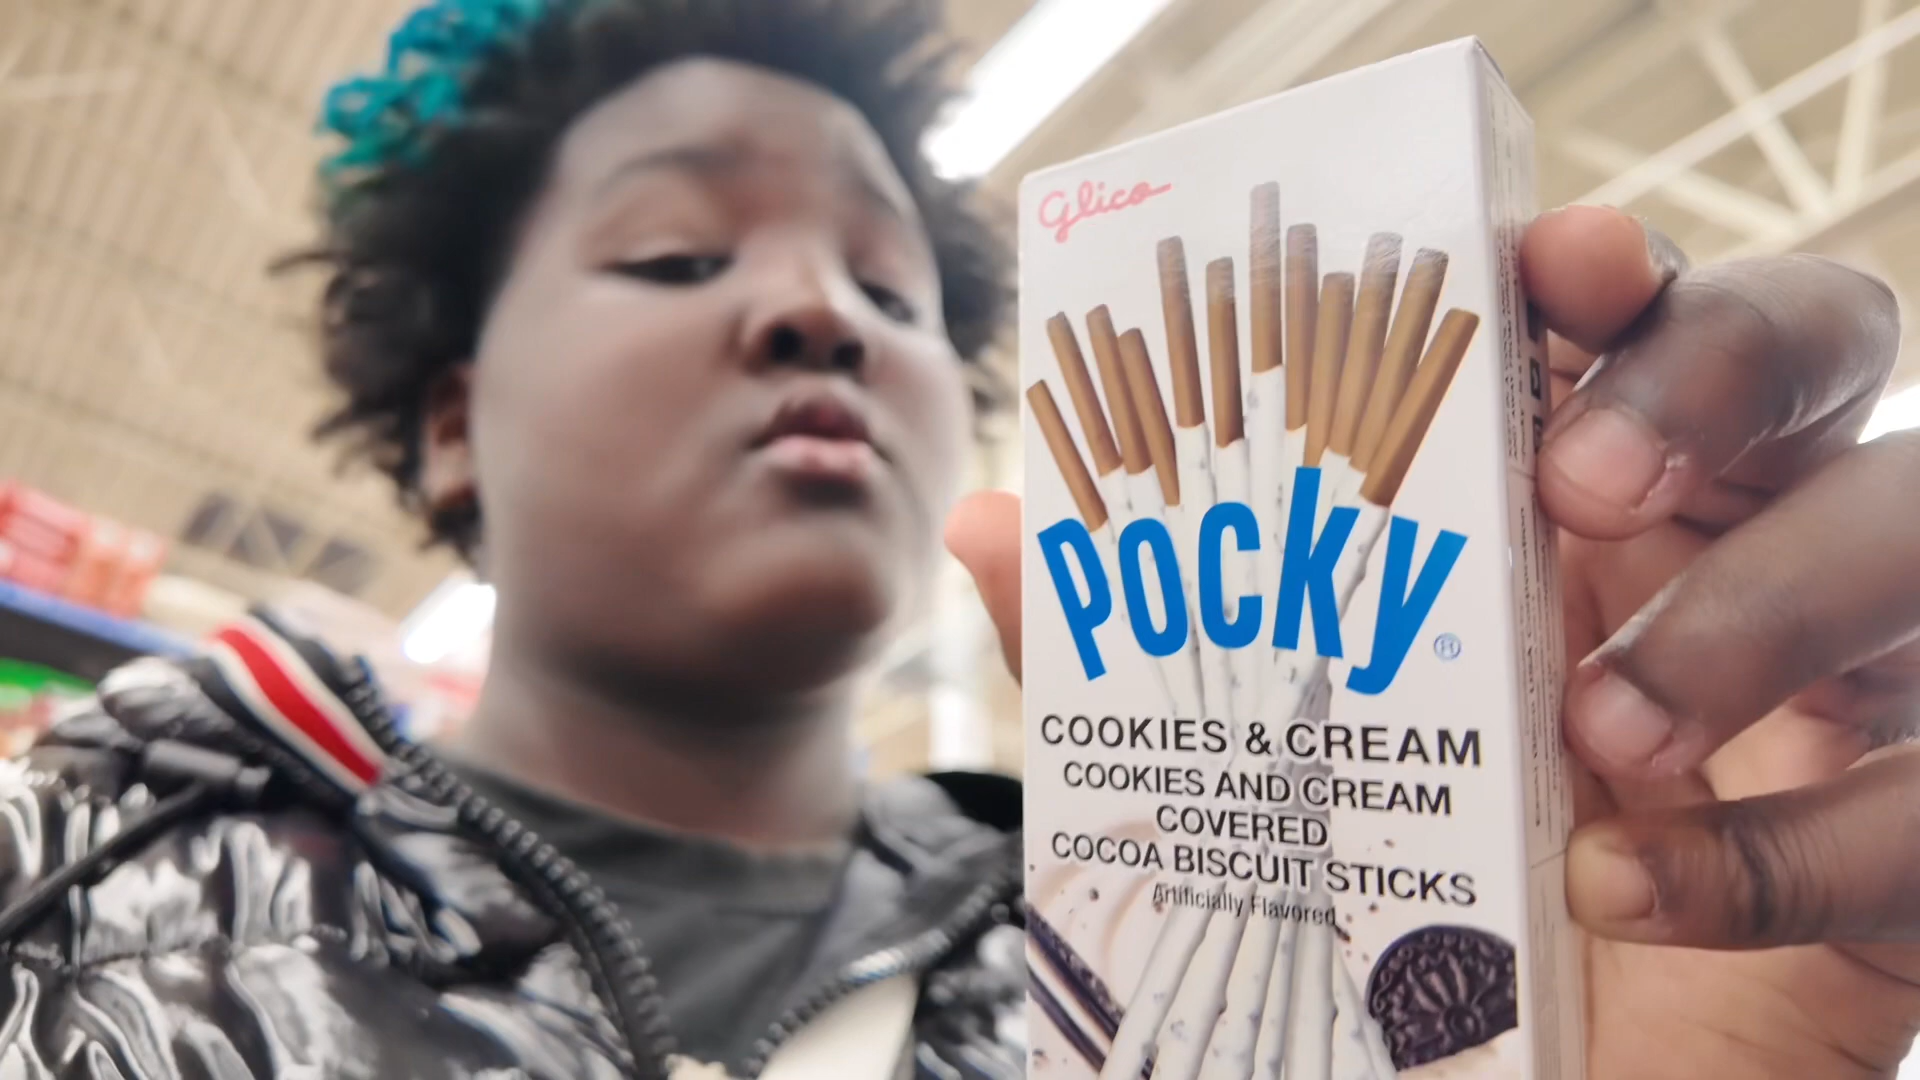 Glico
Pocky
COOKIES & CREAM
COOKIES AND CREAM
COVERED
COCOA BISCUIT STICKS
Artificially Flavored